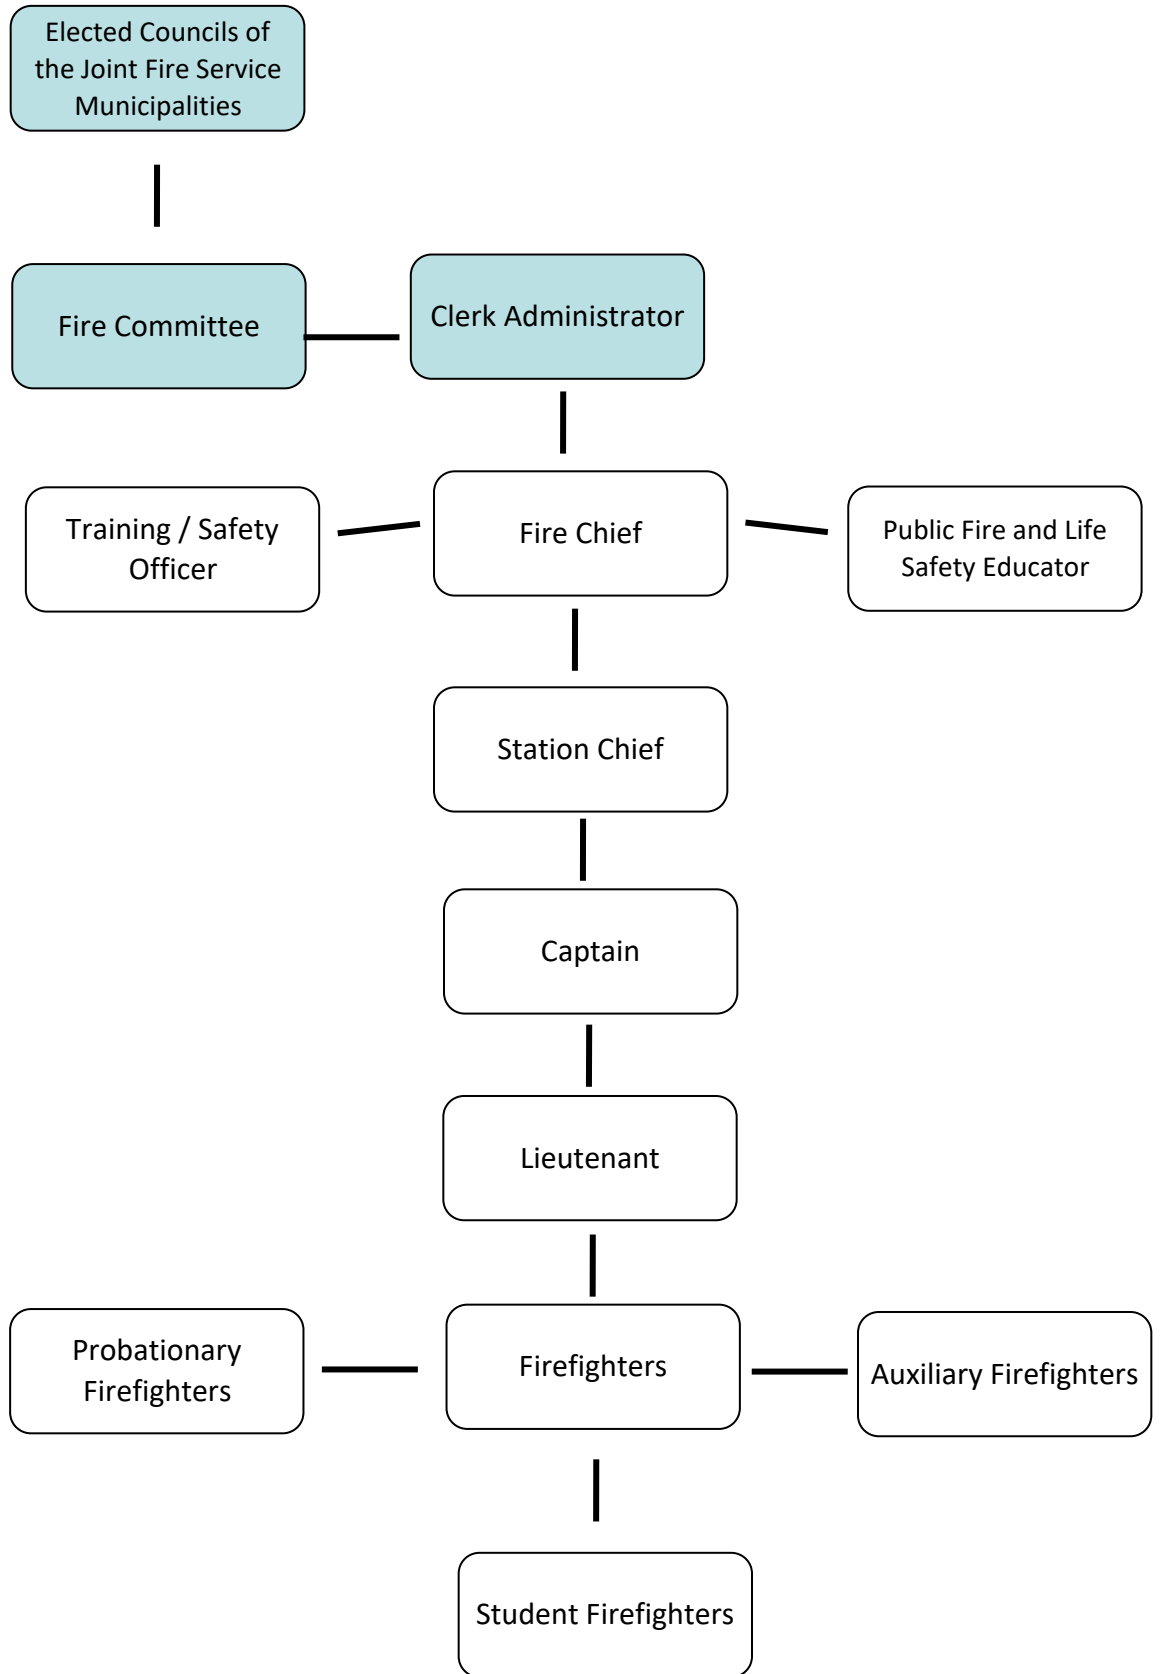 Elected Councils of
the Joint Fire Service
Municipalities
Fire Committee
Clerk Administrator
Training / Safety
Officer
Fire Chief
Public Fire and Life
Safety Educator
Station Chief
Captain
Lieutenant
Probationary
Firefighters
Firefighters
Auxiliary Firefighters
Student Firefighters